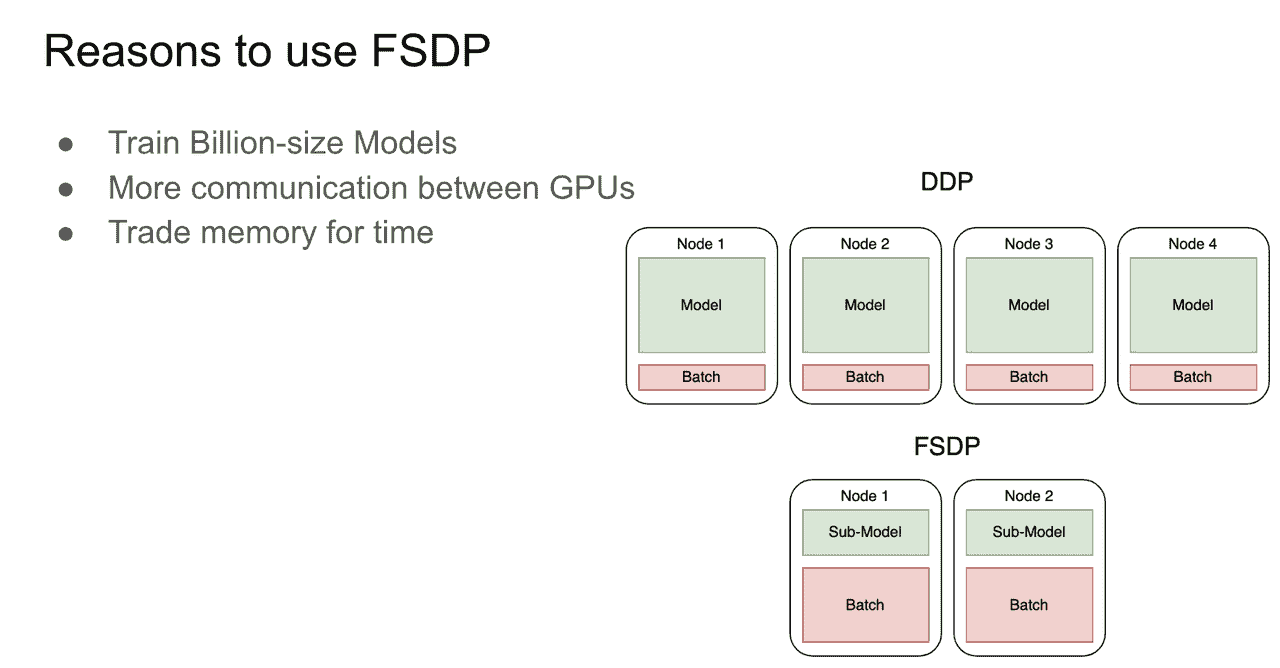 Reasons to use FSDP
● Train Billion-size Models
● More communication between GPUs
● Trade memory for time
DDP
Node 1 Node 2 Node 3 Node 4
Model Model Model Model
Batch Batch Batch Batch
FSDP
Node 1 Node 2
Sub-Model Sub-Model
Batch Batch